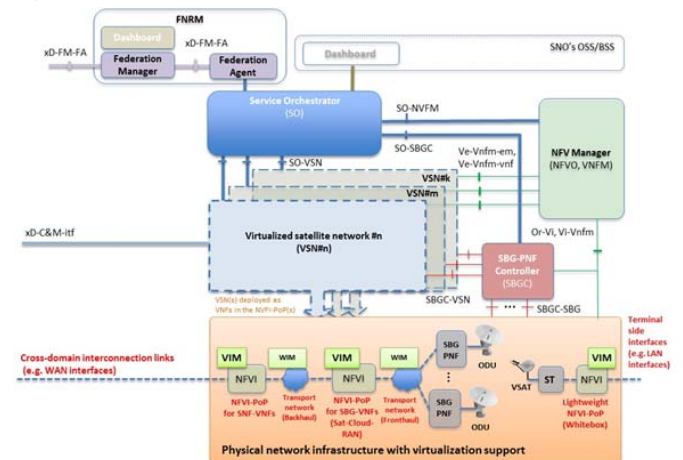 FNRM
Dashboard
xD-FM-FA
xD-FM-FA
Federation
Manager
Federation
Agent
Dashboard
SNO's OSS/BSS
Service Orchestrator
(SO)
SO-NVFM
SO-SBGC
SO-VSN
Ve-Vnfm-em,
Ve-Vnfm-vnf
NFV Manager
(NFVO, VNFM)
VSN#k
VSN#m
Virtualized satellite network #n
(VSN#n)
xD-C&M-itf
Or-Vi, Vi-Vnfm
SBG-PNF
Controller
(SBGC)
SBGC-VSN
SBGC-SBG
...
VSN(s) deployed as
VNFs in the NVFI-PoP(s)
Terminal
side
interfaces
(e.g. LAN
interfaces)
Cross-domain interconnection links
(e.g. WAN interfaces)
VIM
NFVI
NFVI-PoP
for SNF-VNFs
WIM
Transport
network
(Backhaul)
VIM
NFVI
NFVI-PoP
for SBG-VNFs
(Sat-Cloud-
RAN)
WIM
Transport
network
(Fronthaul)
SBG
PNF
ODU
SBG
PNF
ODU
VSAT
ST
VIM
NFVI
Lightweight
NFVI-PoP
(Whitebox)
Physical network infrastructure with virtualization support